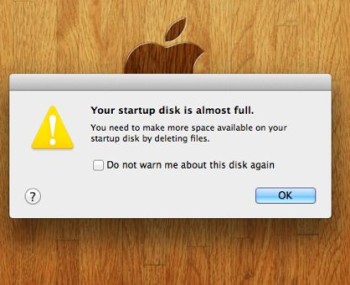 Your startup disk is almost full.
You need to make more space available on your
startup disk by deleting files.
Do not warn me about this disk again
?
OK